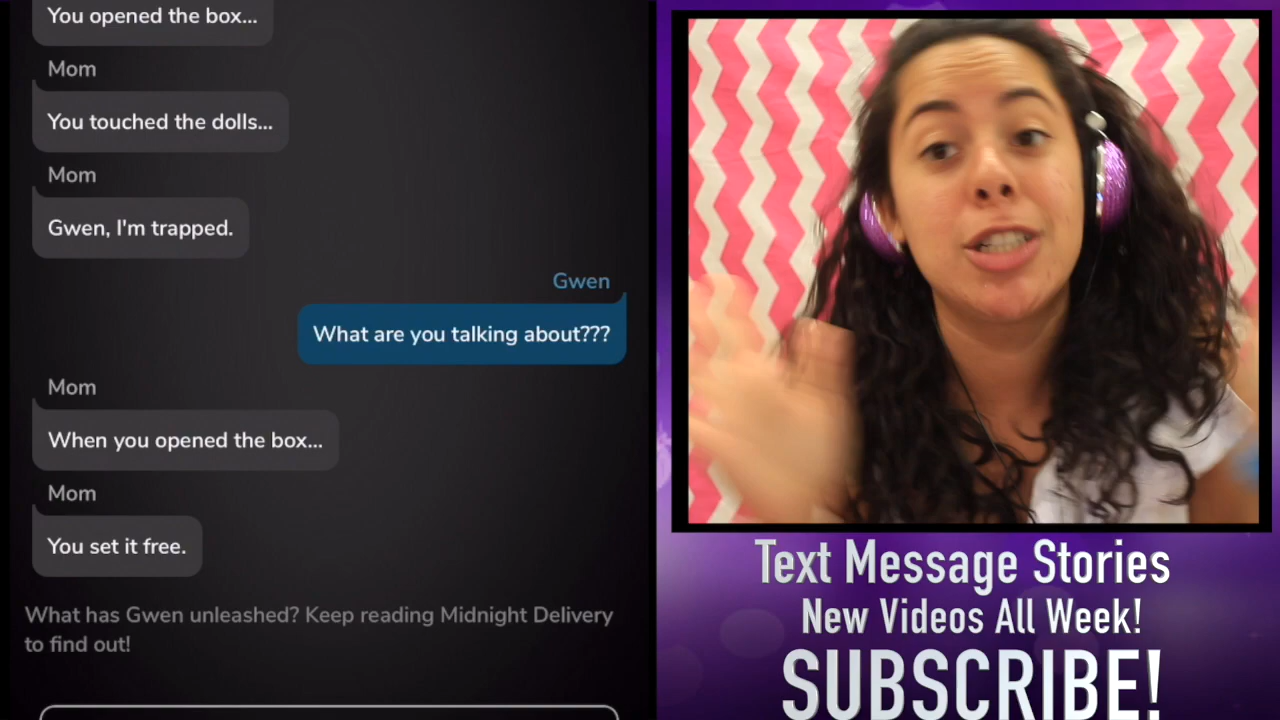 You opened the box...
Mom
You touched the dolls...
Mom
Gwen, I'm trapped.
Gwen
What are you talking about???
Mom
When you opened the box...
Mom
You set it free.
What has Gwen unleashed? Keep reading Midnight Delivery
to find out!
Text Message Stories
New Videos All Week!
SUBSCRIBE!